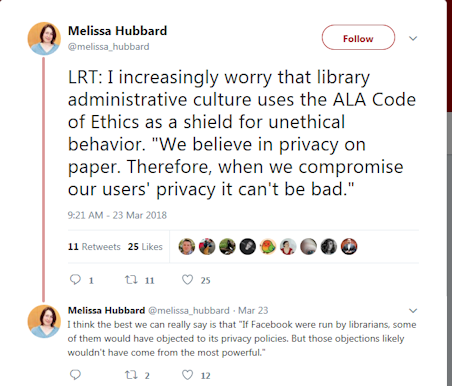 Melissa Hubbard
@melissa_hubbard
Follow
LRT: I increasingly worry that library
administrative culture uses the ALA Code
of Ethics as a shield for unethical
behavior. "We believe in privacy on
paper. Therefore, when we compromise
our users' privacy it can't be bad."
9:21 AM - 23 Mar 2018
11 Retweets 25 Likes
1 11 25
Melissa Hubbard @melissa_hubbard · Mar 23
I think the best we can really say is that "If Facebook were run by librarians, some
of them would have objected to its privacy policies. But those objections likely
wouldn't have come from the most powerful."
2 12